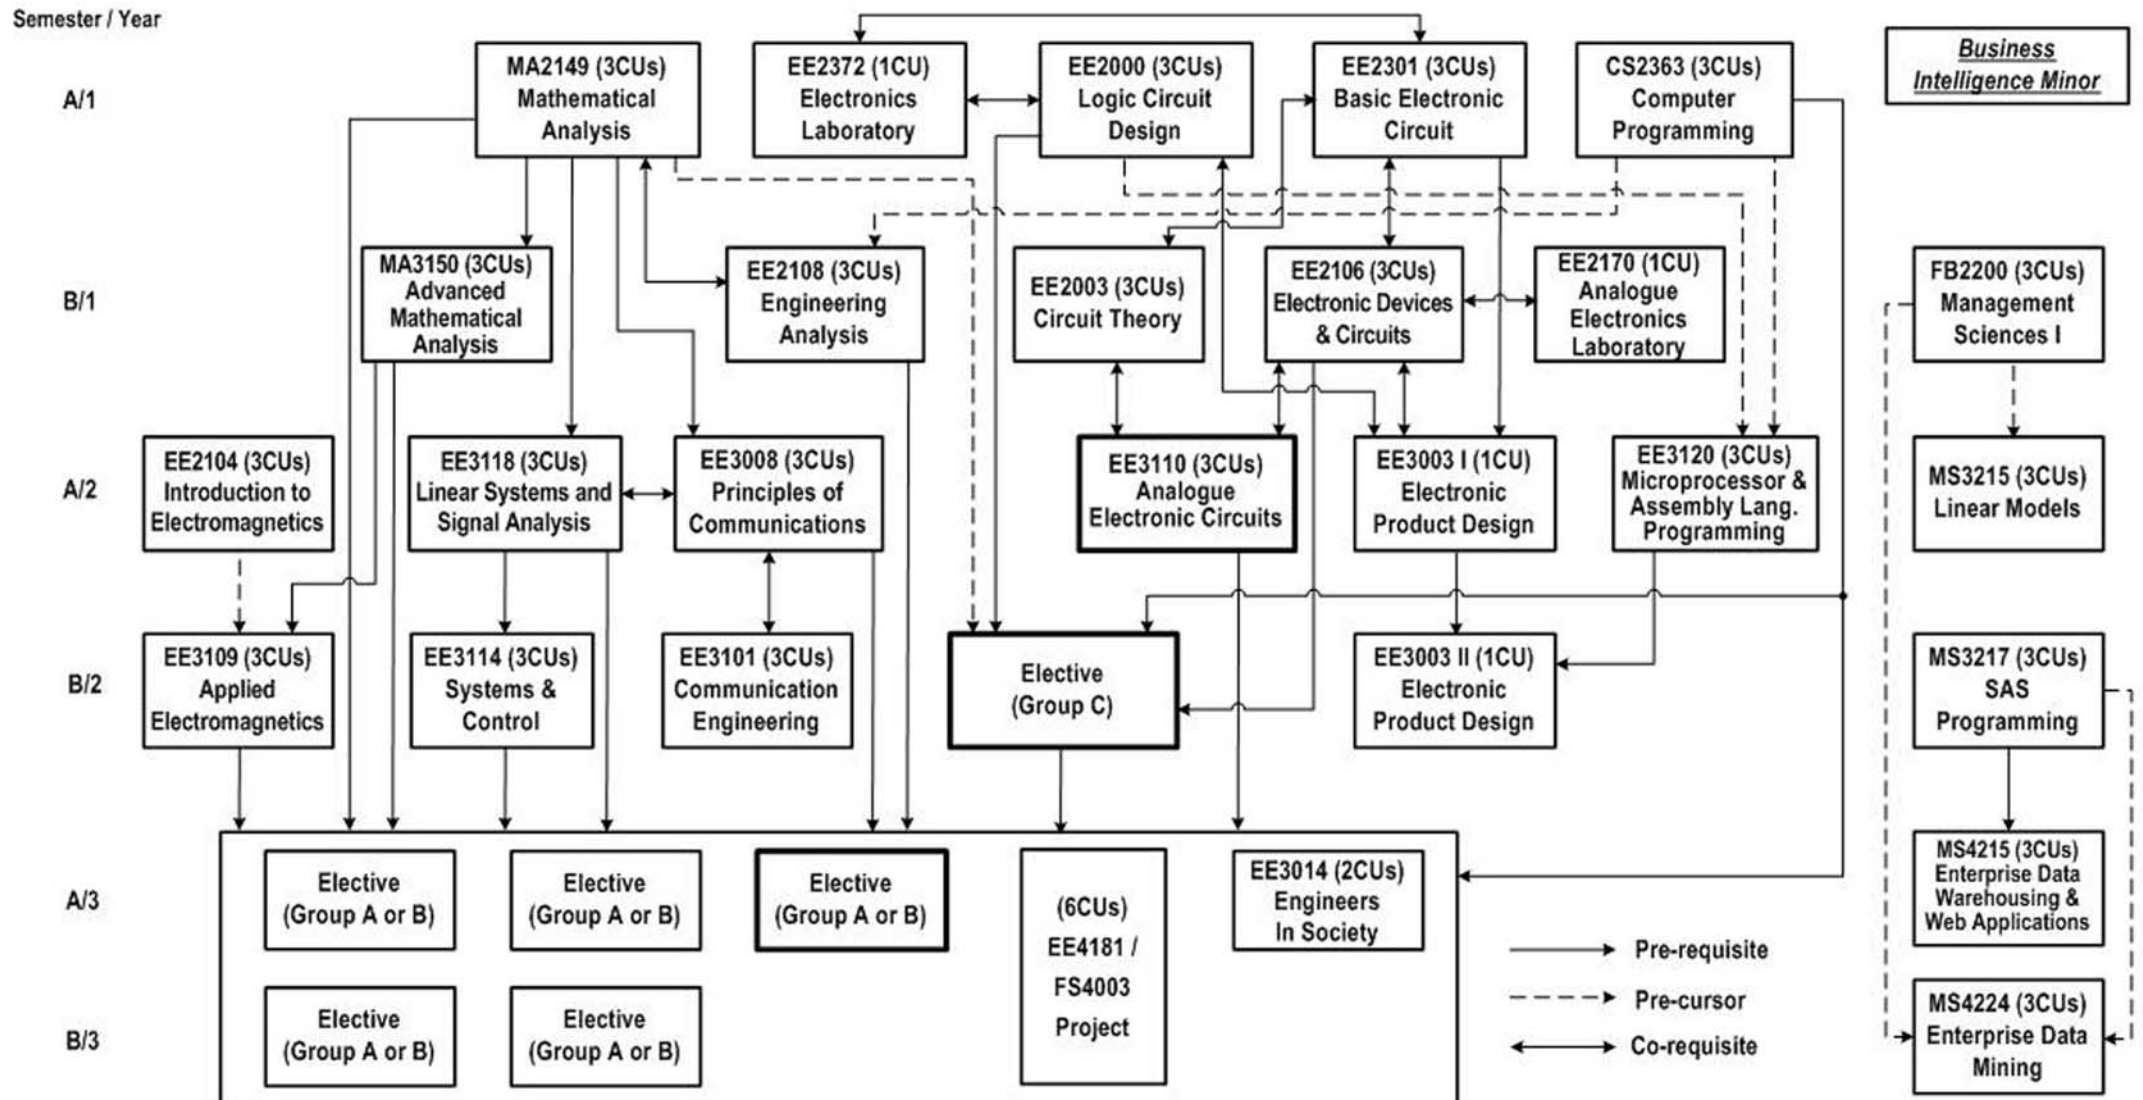 Semester / Year
A/1
MA2149 (3CUs)
Mathematical
Analysis
EE2372 (1CU)
Electronics
Laboratory
EE2000 (3CUs)
Logic Circuit
Design
EE2301 (3CUs)
Basic Electronic
Circuit
CS2363 (3CUs)
Computer
Programming
Business
Intelligence Minor
B/1
MA3150 (3CUs)
Advanced
Mathematical
Analysis
EE2108 (3CUs)
Engineering
Analysis
EE2003 (3CUs)
Circuit Theory
EE2106 (3CUs)
Electronic Devices
& Circuits
EE2170 (1CU)
Analogue
Electronics
Laboratory
FB2200 (3CUs)
Management
Sciences I
A/2
EE2104 (3CUs)
Introduction to
Electromagnetics
EE3118 (3CUs)
Linear Systems and
Signal Analysis
EE3008 (3CUs)
Principles of
Communications
EE3110 (3CUs)
Analogue
Electronic Circuits
EE3003 I (1CU)
Electronic
Product Design
EE3120 (3CUs)
Microprocessor &
Assembly Lang.
Programming
MS3215 (3CUs)
Linear Models
B/2
EE3109 (3CUs)
Applied
Electromagnetics
EE3114 (3CUs)
Systems &
Control
EE3101 (3CUs)
Communication
Engineering
Elective
(Group C)
EE3003 II (1CU)
Electronic
Product Design
MS3217 (3CUs)
SAS
Programming
A/3
Elective
(Group A or B)
Elective
(Group A or B)
Elective
(Group A or B)
(6CUs)
EE4181 /
FS4003
Project
EE3014 (2CUs)
Engineers
In Society
MS4215 (3CUs)
Enterprise Data
Warehousing &
Web Applications
B/3
Elective
(Group A or B)
Elective
(Group A or B)
Pre-requisite
Pre-cursor
Co-requisite
MS4224 (3CUs)
Enterprise Data
Mining